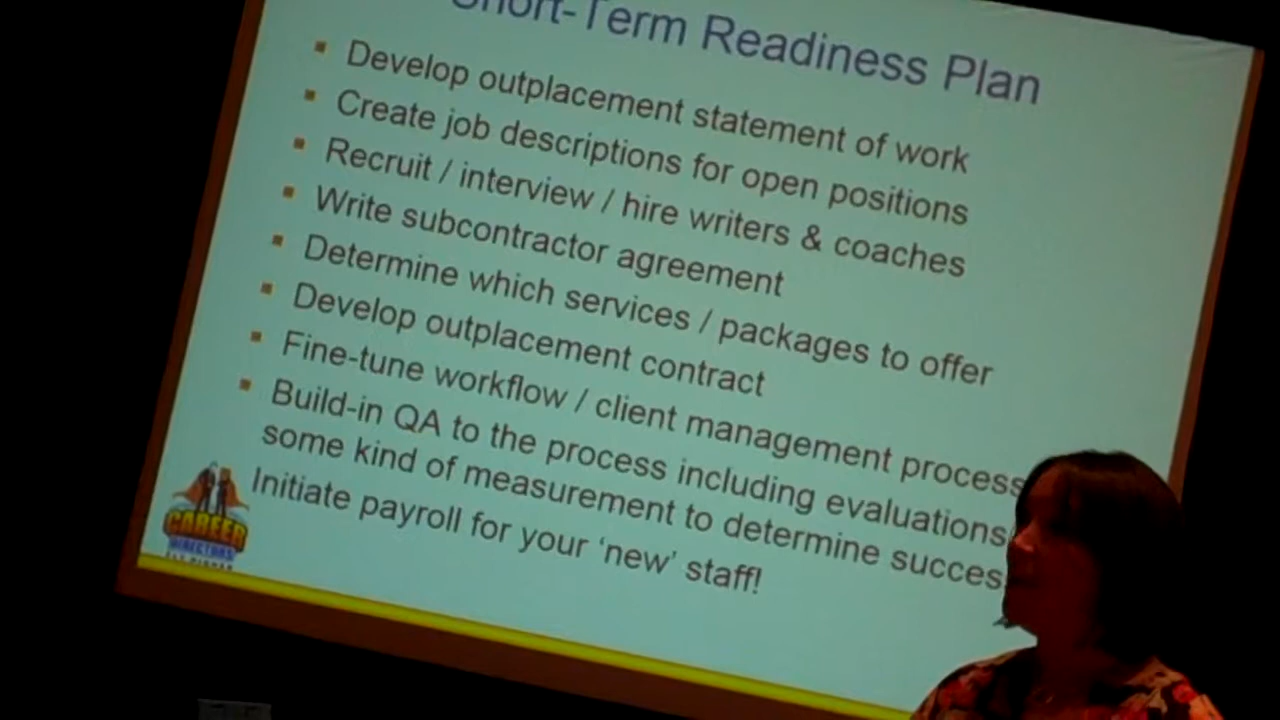 Short-Term Readiness Plan
Develop outplacement statement of work
Create job descriptions for open positions
Recruit / interview / hire writers & coaches
Write subcontractor agreement
Determine which services / packages to offer
Develop outplacement contract
Fine-tune workflow / client management process
Build-in QA to the process including evaluations
some kind of measurement to determine succes
Initiate payroll for your ‘new’ staff!
CAREER
DIRECTORS